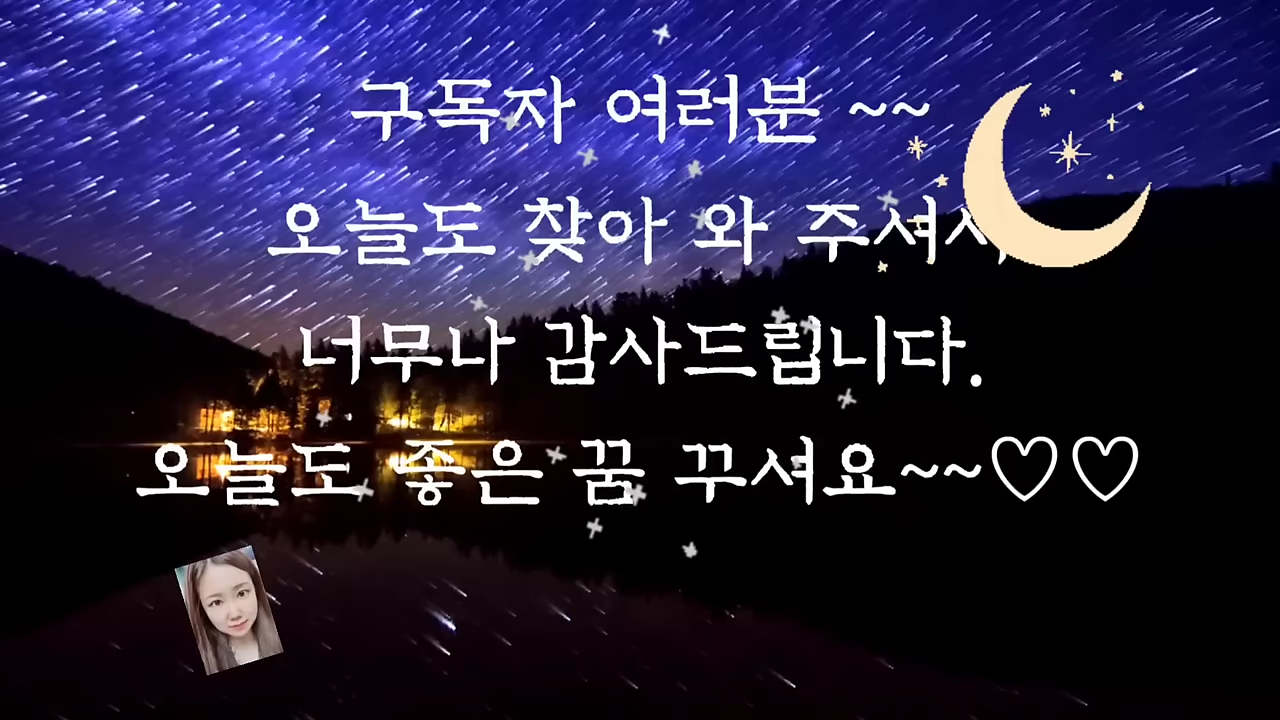 구독자 여러분 ~~
오늘도 찾아 와 주셔서
너무나 감사드립니다.
오늘도 좋은 꿈 꾸셔요~~♡♡